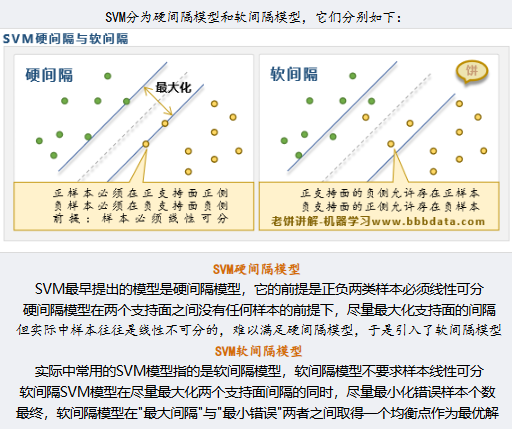 SVM分为硬间隔模型和软间隔模型，它们分别如下：
SVM硬间隔与软间隔
硬间隔
最大化
正样本必须在正支持面正侧
负样本必须在负支持面负侧
前提：样本必须线性可分
软间隔
饼
正支持面的负侧允许存在正样本
负支持面的正侧允许存在负样本
老饼讲解-机器学习www.bbbdata.com
SVM硬间隔模型
SVM最早提出的模型是硬间隔模型，它的前提是正负两类样本必须线性可分
硬间隔模型在两个支持面之间没有任何样本的前提下，尽量最大化支持面的间隔
但实际中样本往往是线性不可分的，难以满足硬间隔模型，于是引入了软间隔模型
SVM软间隔模型
实际中常用的SVM模型指的是软间隔模型，软间隔模型不要求样本线性可分
软间隔SVM模型在尽量最大化两个支持面间隔的同时，尽量最小化错误样本个数
最终，软间隔模型在"最大间隔"与"最小错误"两者之间取得一个均衡点作为最优解